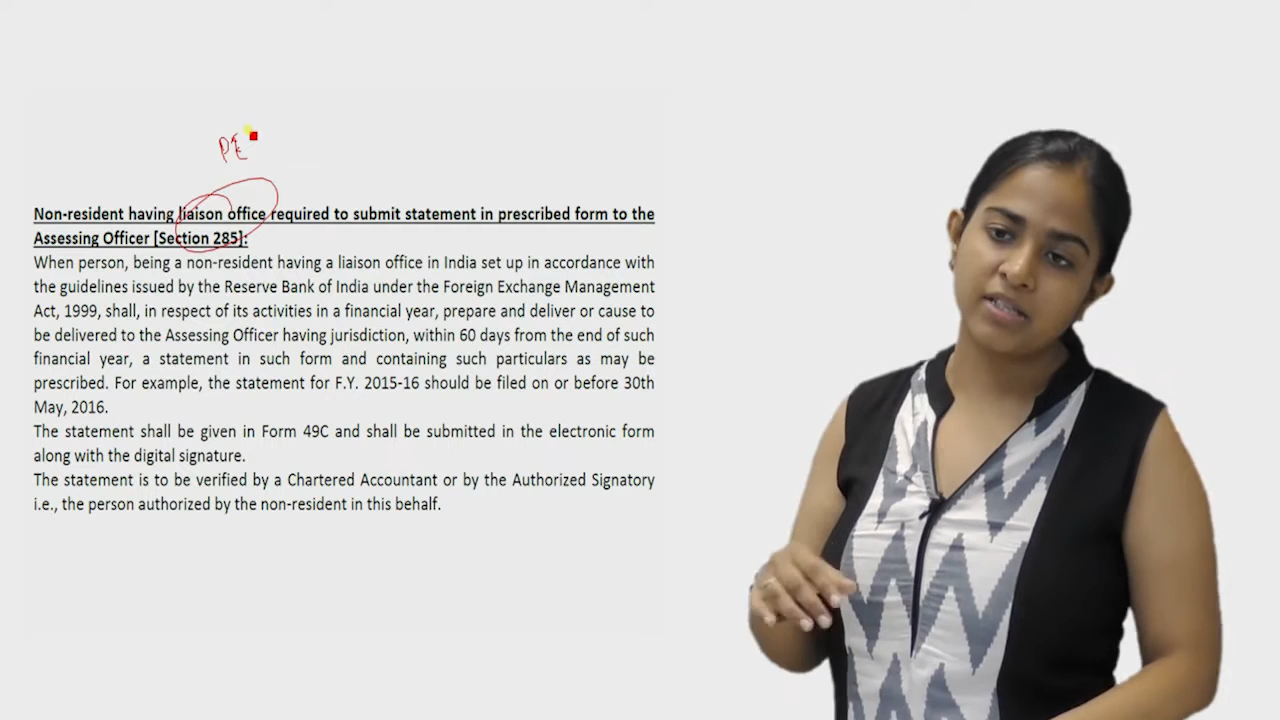 PE
Non-resident having liaison office required to submit statement in prescribed form to the
Assessing Officer [Section 285]:
When person, being a non-resident having a liaison office in India set up in accordance with
the guidelines issued by the Reserve Bank of India under the Foreign Exchange Management
Act, 1999, shall, in respect of its activities in a financial year, prepare and deliver or cause to
be delivered to the Assessing Officer having jurisdiction, within 60 days from the end of such
financial year, a statement in such form and containing such particulars as may be
prescribed. For example, the statement for F.Y. 2015-16 should be filed on or before 30th
May, 2016.
The statement shall be given in Form 49C and shall be submitted in the electronic form
along with the digital signature.
The statement is to be verified by a Chartered Accountant or by the Authorized Signatory
i.e., the person authorized by the non-resident in this behalf.